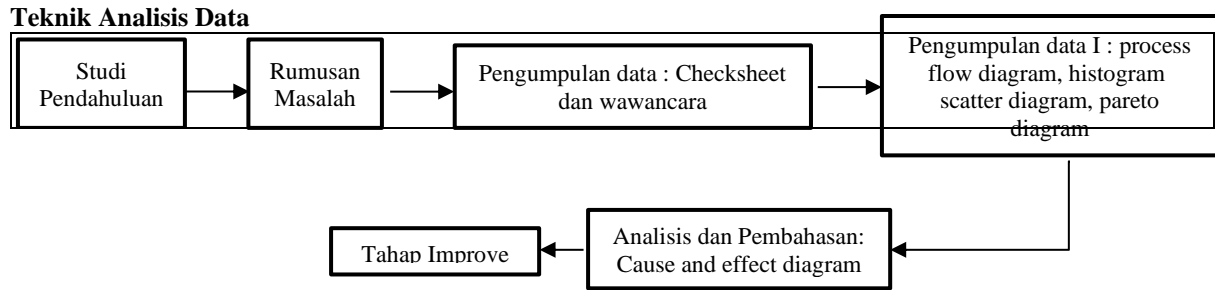 Teknik Analisis Data
Studi
Pendahuluan
Rumusan
Masalah
Pengumpulan data : Checksheet
dan wawancara
Pengumpulan data I : process
flow diagram, histogram
scatter diagram, pareto
diagram
Analisis dan Pembahasan:
Cause and effect diagram
Tahap Improve